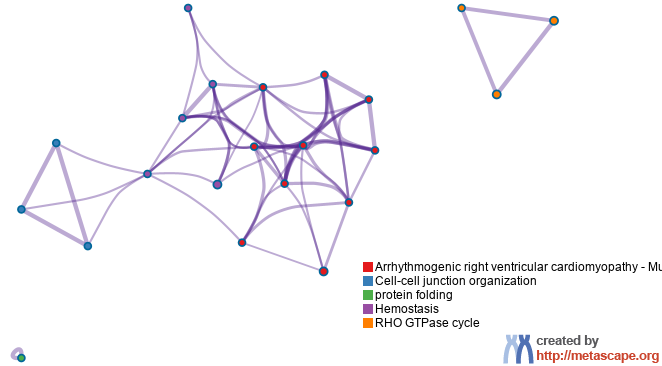 Arrhythmogenic right ventricular cardiomyopathy - Mu
Cell-cell junction organization
protein folding
Hemostasis
RHO GTPase cycle
created by
http://metascape.org